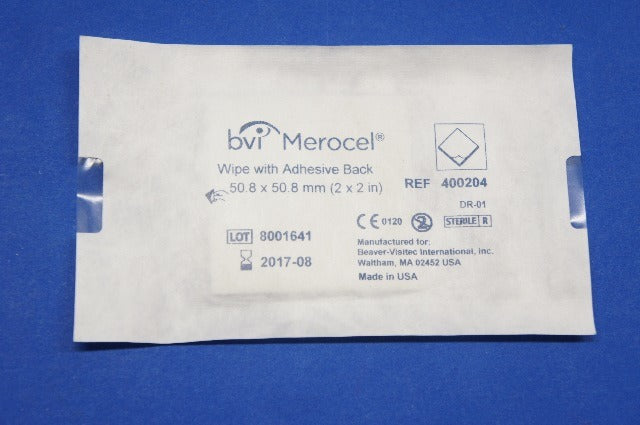 bvi Merocel®
Wipe with Adhesive Back
50.8 x 50.8 mm (2 x 2 in)
REF 400204
DR-01
CE 0120 2 STERILE R
LOT 8001641
2017-08
Manufactured for:
Beaver-Visitec International, Inc.
Waltham, MA 02452 USA
Made in USA